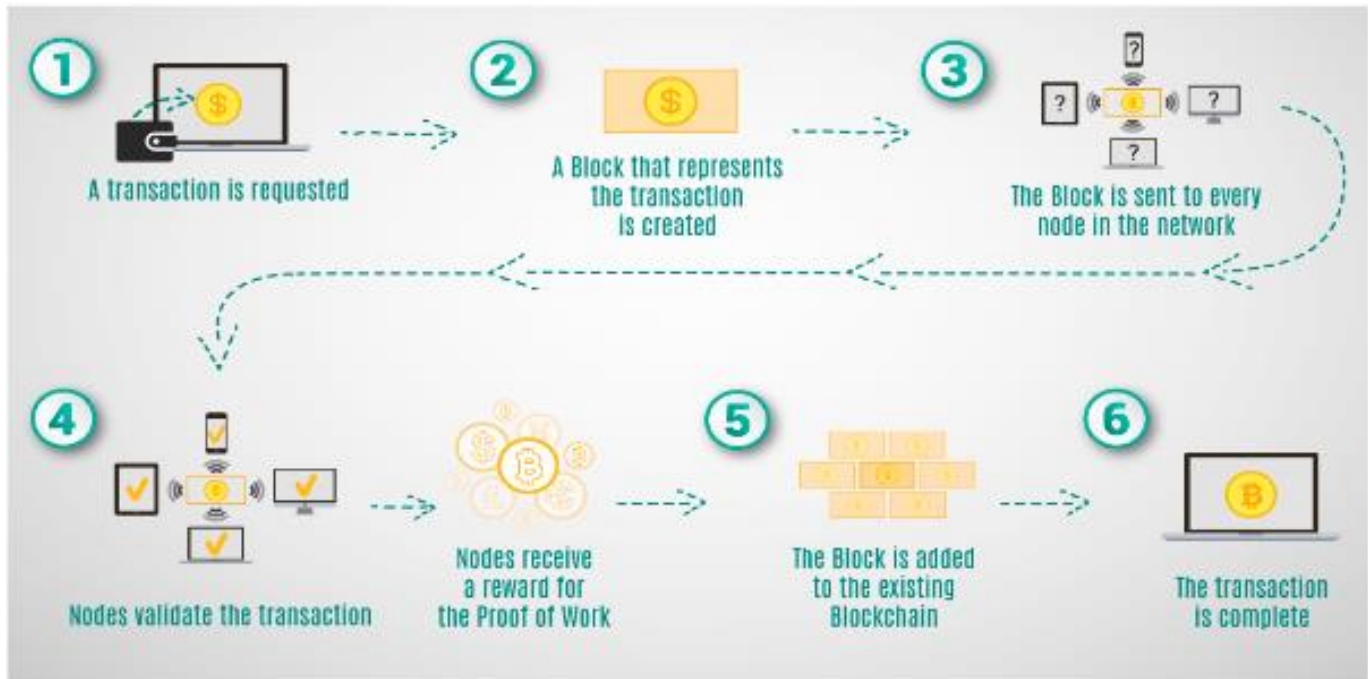 1
A transaction is requested
2
A Block that represents
the transaction
is created
3
The Block is sent to every
node in the network
4
Nodes validate the transaction
Nodes receive
a reward for
the Proof of Work
5
The Block is added
to the existing
Blockchain
6
The transaction
is complete